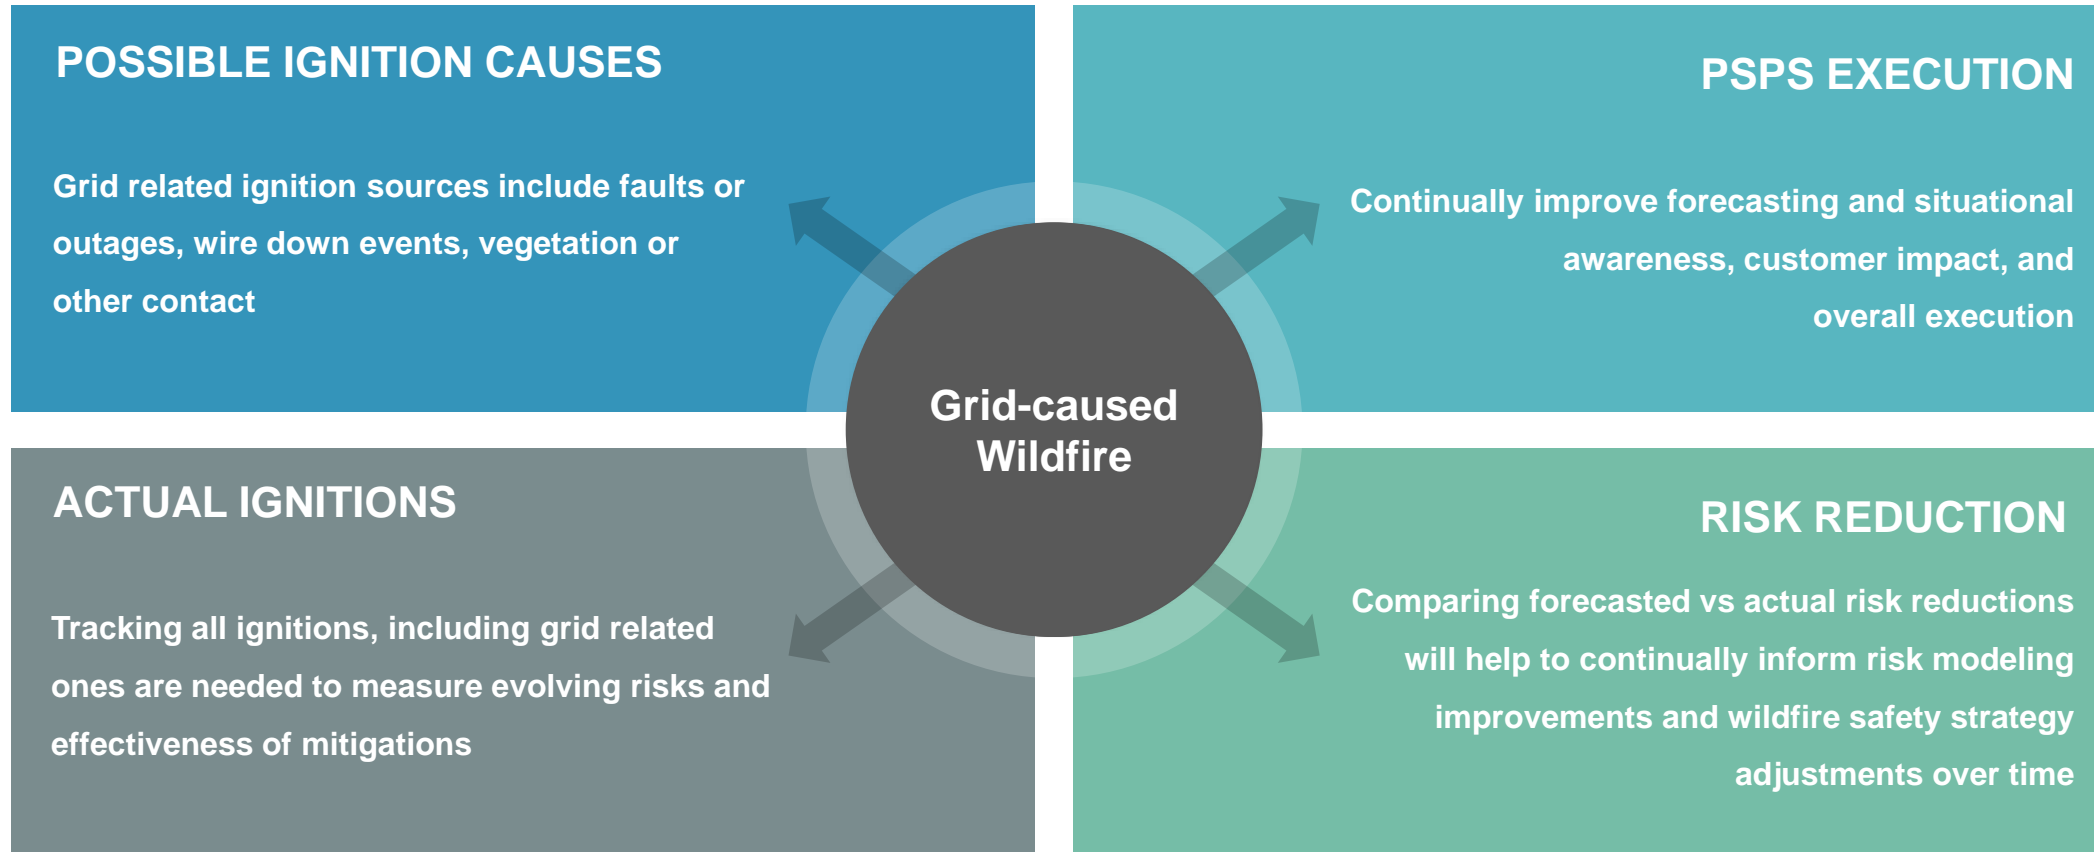 POSSIBLE IGNITION CAUSES
Grid related ignition sources include faults or
outages, wire down events, vegetation or
other contact
PSPS EXECUTION
Continually improve forecasting and situational
awareness, customer impact, and
overall execution
Grid-caused
Wildfire
ACTUAL IGNITIONS
Tracking all ignitions, including grid related
ones are needed to measure evolving risks and
effectiveness of mitigations
RISK REDUCTION
Comparing forecasted vs actual risk reductions
will help to continually inform risk modeling
improvements and wildfire safety strategy
adjustments over time